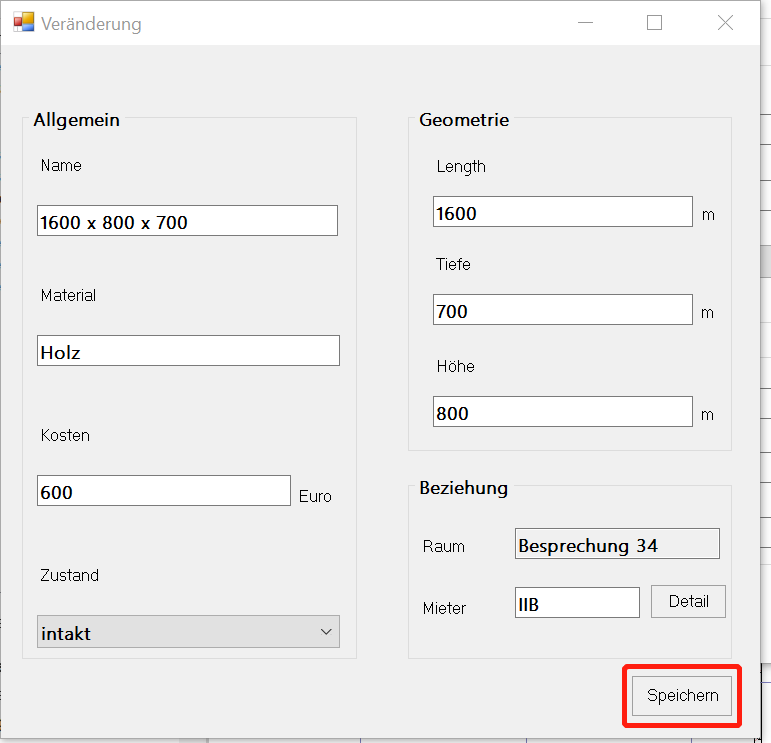 Veränderung
Allgemein
Name
1600 x 800 x 700
Material
Holz
Kosten
600 Euro
Zustand
intakt
Geometrie
Length
1600 m
Tiefe
700 m
Höhe
800 m
Beziehung
Raum Besprechung 34
Mieter IIB Detail
Speichern